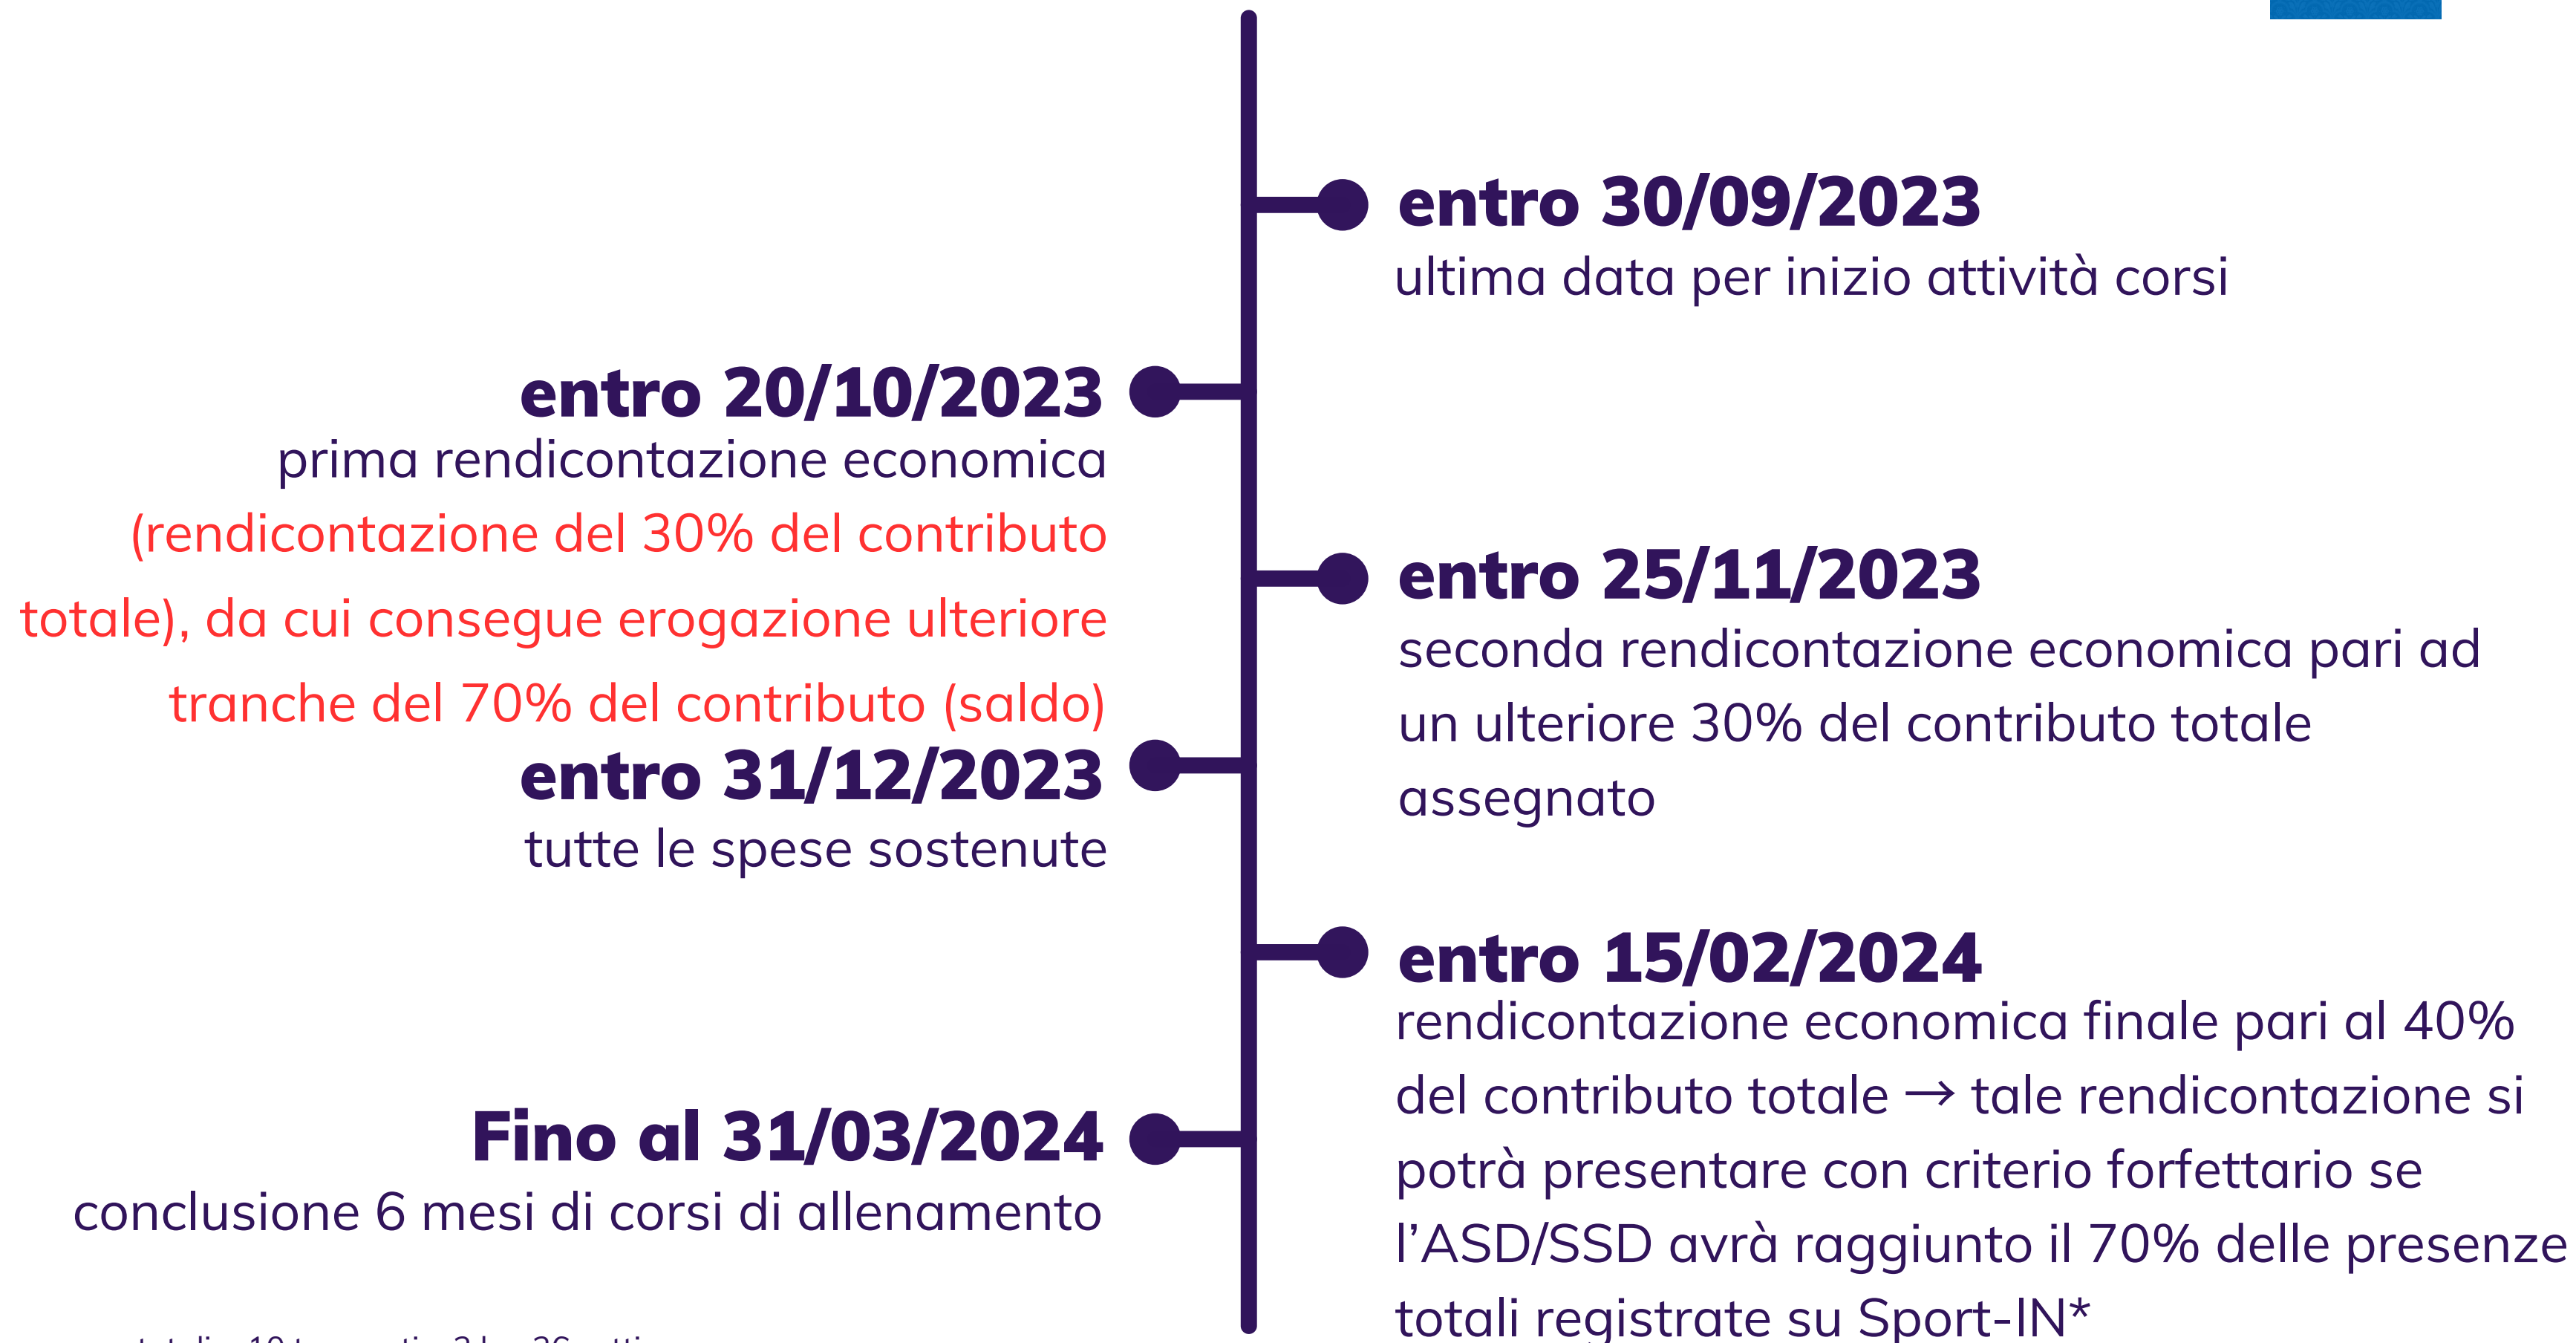 entro 30/09/2023
ultima data per inizio attività corsi
entro 20/10/2023
prima rendicontazione economica
(rendicontazione del 30% del contributo
totale), da cui consegue erogazione ulteriore
tranche del 70% del contributo (saldo)
entro 25/11/2023
seconda rendicontazione economica pari ad
un ulteriore 30% del contributo totale
assegnato
entro 31/12/2023
tutte le spese sostenute
entro 15/02/2024
rendicontazione economica finale pari al 40%
del contributo totale → tale rendicontazione si
potrà presentare con criterio forfettario se
l’ASD/SSD avrà raggiunto il 70% delle presenze
totali registrate su Sport-IN*
Fino al 31/03/2024
conclusione 6 mesi di corsi di allenamento